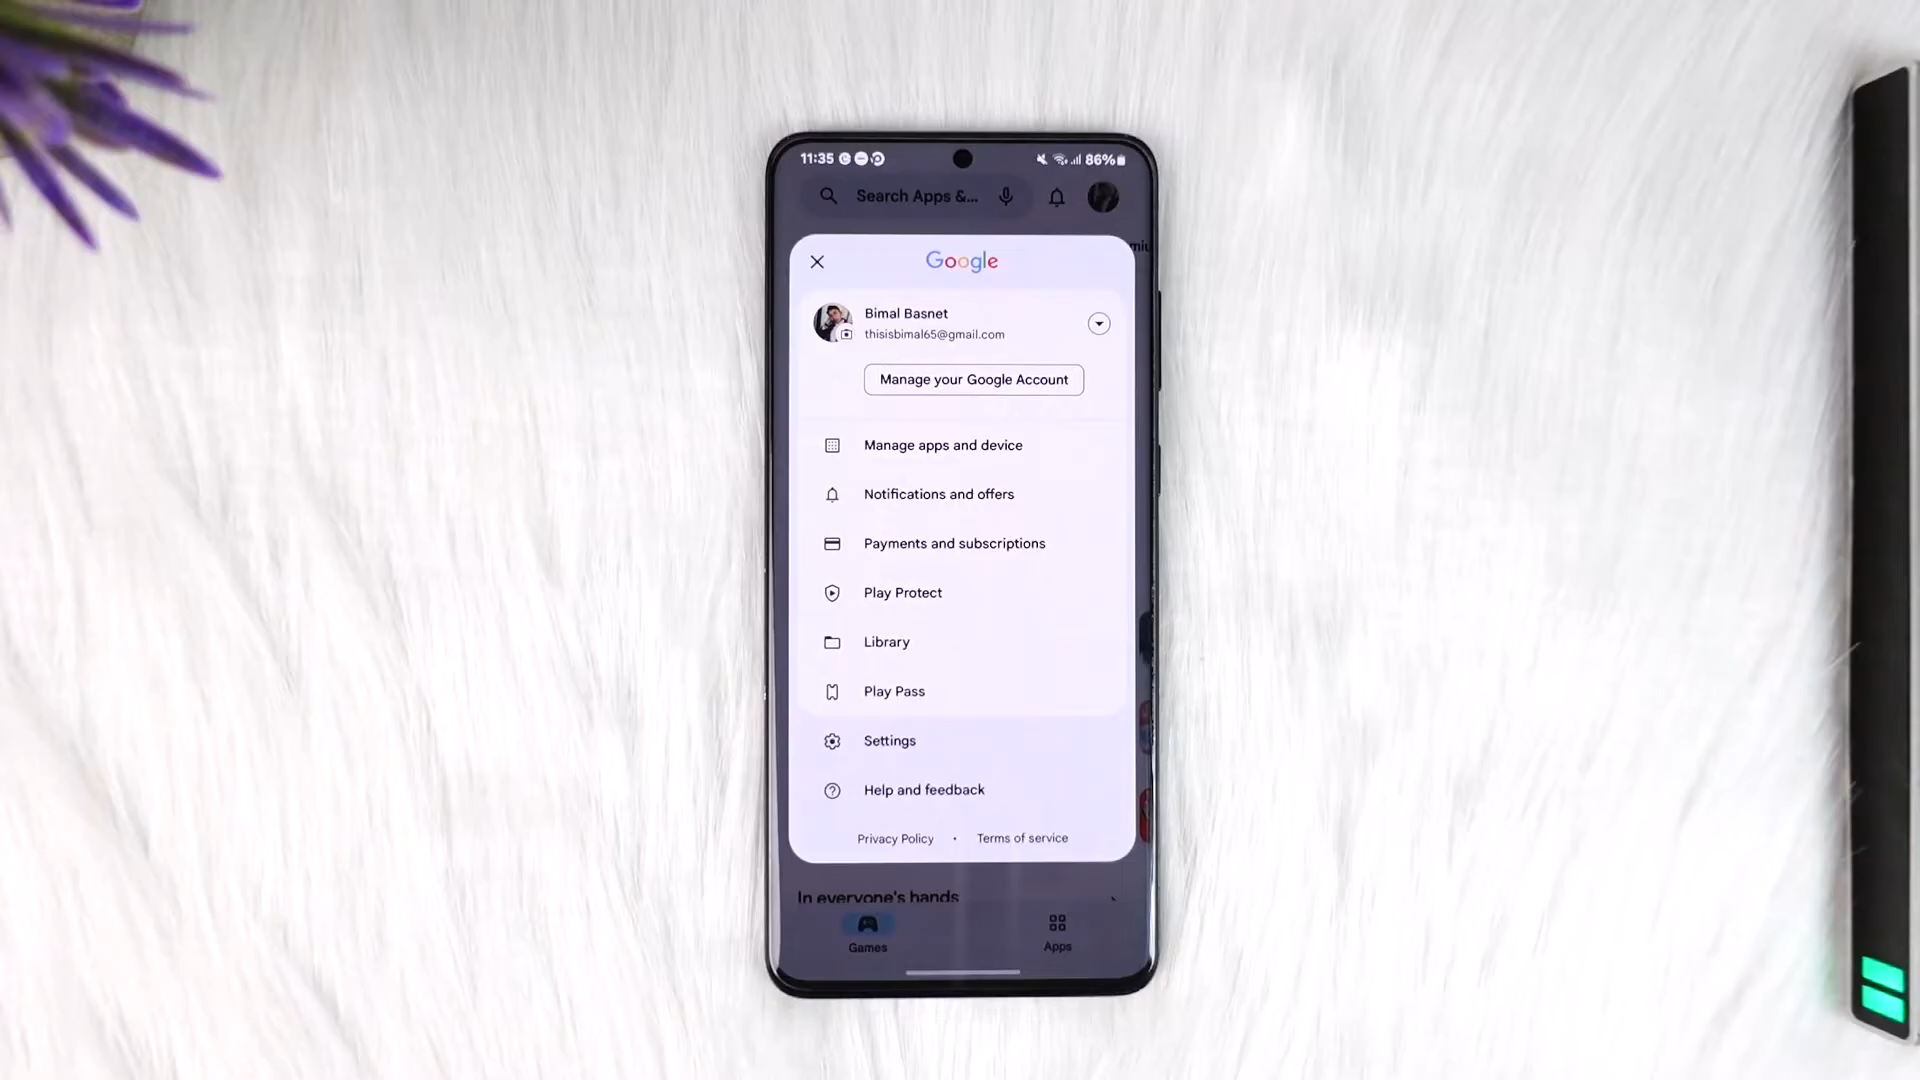 11:35
86%
Search Apps &...
miu
Google
Bimal Basnet
thisisbimal65@gmail.com
Manage your Google Account
Manage apps and device
Notifications and offers
Payments and subscriptions
Play Protect
Library
Play Pass
Settings
Help and feedback
Privacy Policy • Terms of service
In everyone's hands
Games
Apps